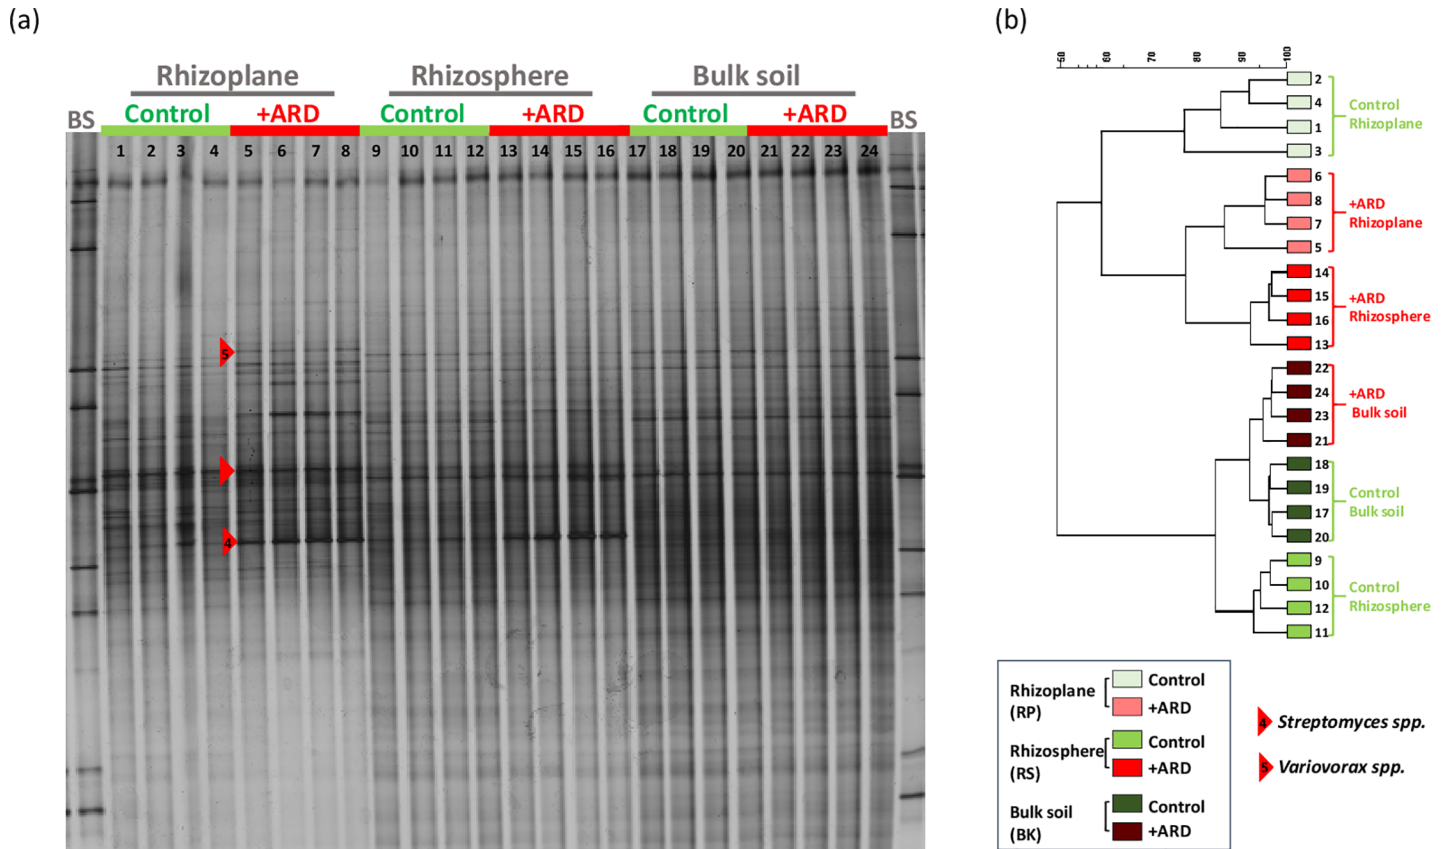 (a)
Rhizoplane Rhizosphere Bulk soil
BS Control +ARD Control +ARD Control +ARD BS
1 2 3 4 5 6 7 8 9 10 11 12 13 14 15 16 17 18 19 20 21 22 23 24
5
4
(b)
50 60 70 80 90 100
2
4
1
3
Control
Rhizoplane
6
8
7
5
+ARD
Rhizoplane
14
15
16
13
+ARD
Rhizosphere
22
24
23
21
+ARD
Bulk soil
18
19
17
20
Control
Bulk soil
9
10
12
11
Control
Rhizosphere
Rhizoplane
(RP)
Control
+ARD
Rhizosphere
(RS)
Control
+ARD
Bulk soil
(BK)
Control
+ARD
4 Streptomyces spp.
5 Variovorax spp.